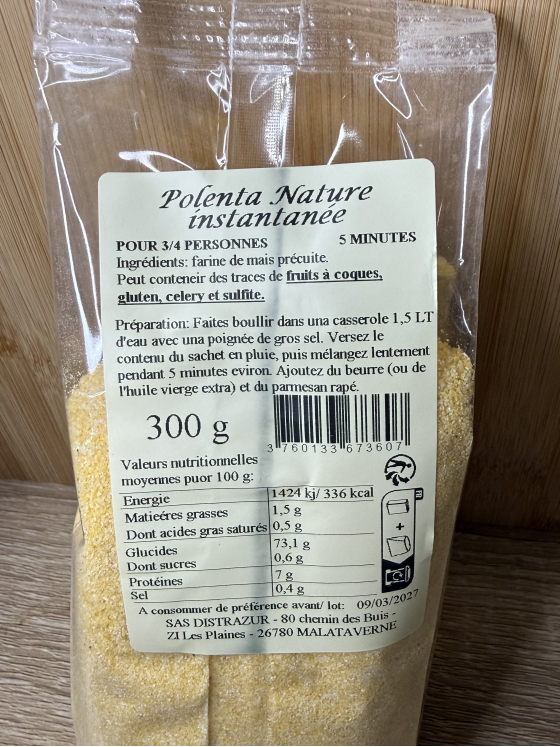 Polenta Nature
instantanée
POUR 3/4 PERSONNES 5 MINUTES
Ingrédients: farine de mais précuite.
Peut conteneir des traces de fruits à coques,
gluten, celery et sulfite.
Préparation: Faites boullir dans una casserole 1,5 LT
d'eau avec una poignée de gros sel. Versez le
contenu du sachet en pluie, puis mélangez lentement
pendant 5 minutes eviron. Ajoutez du beurre (ou de
l'huile vierge extra) et du parmesan rapé.
300 g
3 760133 673607
Valeurs nutritionnelles
moyennes puor 100 g:
Energie 1424 kj/ 336 kcal
Matieéres grasses 1,5 g
Dont acides gras saturés 0,5 g
Glucides 73,1 g
Dont sucres 0,6 g
Protéines 7 g
Sel 0,4 g
+
A consommer de préférence avant/ lot: 09/03/2027
SAS DISTRAZUR - 80 chemin des Buis -
ZI Les Plaines - 26780 MALATAVERNE